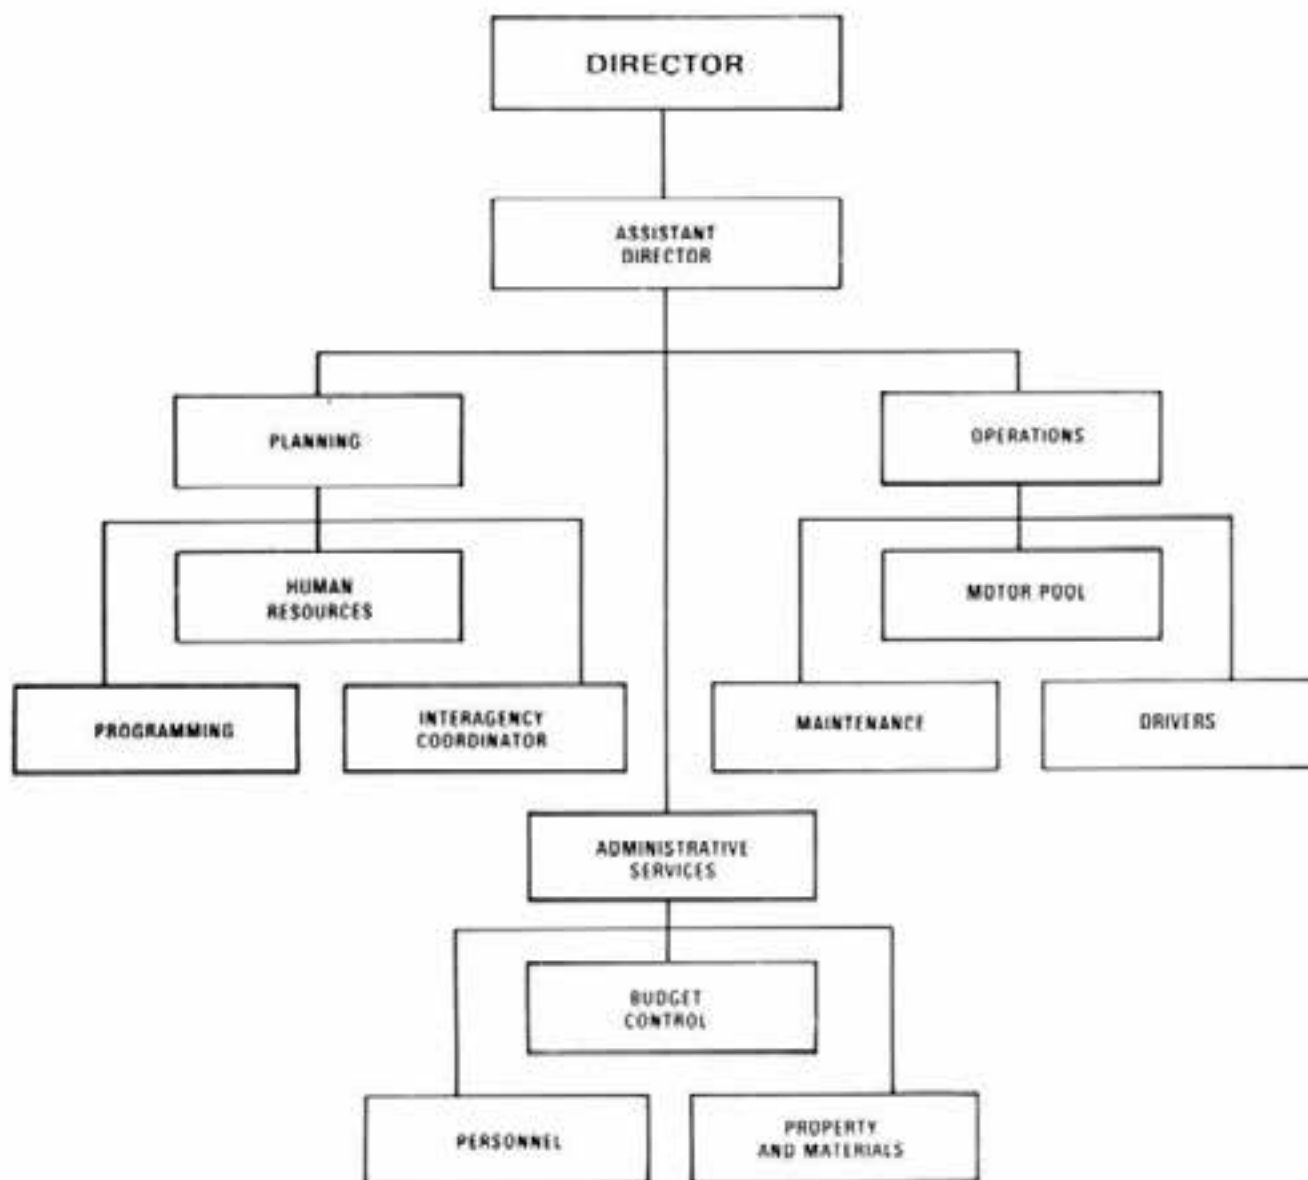 DIRECTOR
ASSISTANT
DIRECTOR
PLANNING
OPERATIONS
HUMAN
RESOURCES
MOTOR POOL
PROGRAMMING
INTERAGENCY
COORDINATOR
MAINTENANCE
DRIVERS
ADMINISTRATIVE
SERVICES
BUDGET
CONTROL
PERSONNEL
PROPERTY
AND MATERIALS